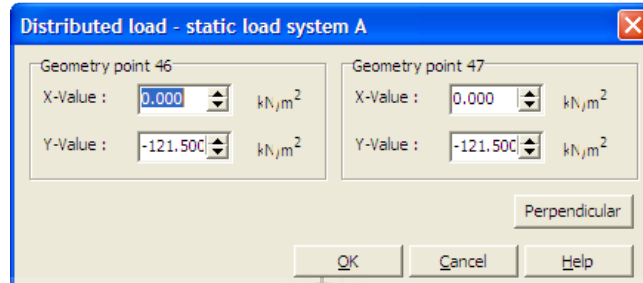 Distributed load - static load system A
Geometry point 46
X-Value : 0.000 kN/m²
Y-Value : -121.500 kN/m²
Geometry point 47
X-Value : 0.000 kN/m²
Y-Value : -121.500 kN/m²
Perpendicular
OK Cancel Help